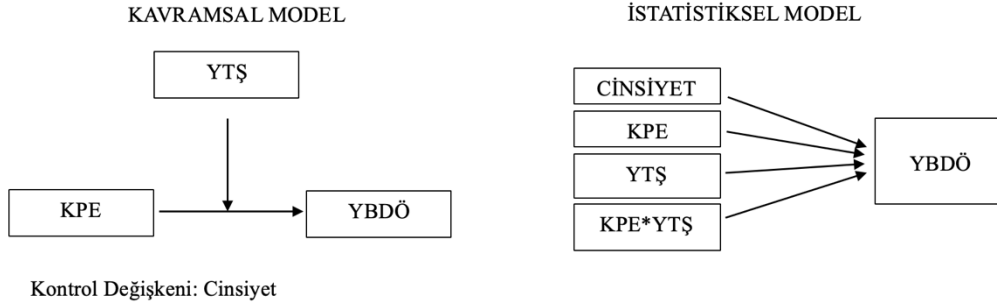 KAVRAMSAL MODEL
YTŞ
KPE
YBDÖ
Kontrol Değişkeni: Cinsiyet
İSTATİSTİKSEL MODEL
CİNSİYET
KPE
YTŞ
KPE*YTŞ
YBDÖ